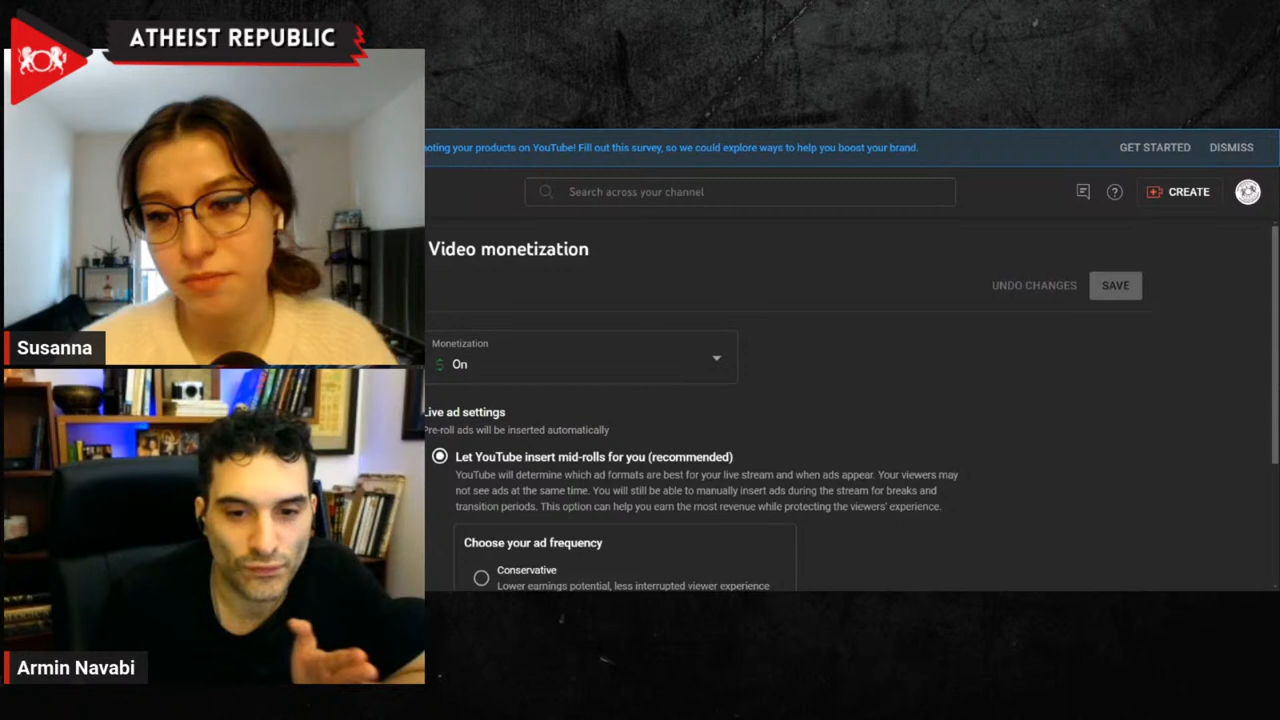 ATHEIST REPUBLIC
noting your products on YouTube! Fill out this survey, so we could explore ways to help you boost your brand.
GET STARTED
DISMISS
Search across your channel
CREATE
Video monetization
UNDO CHANGES
SAVE
Monetization
$ On
Live ad settings
Pre-roll ads will be inserted automatically
Let YouTube insert mid-rolls for you (recommended)
YouTube will determine which ad formats are best for your live stream and when ads appear. Your viewers may
not see ads at the same time. You will still be able to manually insert ads during the stream for breaks and
transition periods. This option can help you earn the most revenue while protecting the viewers' experience.
Choose your ad frequency
Conservative
Lower earnings potential, less interrupted viewer experience
Susanna
Armin Navabi